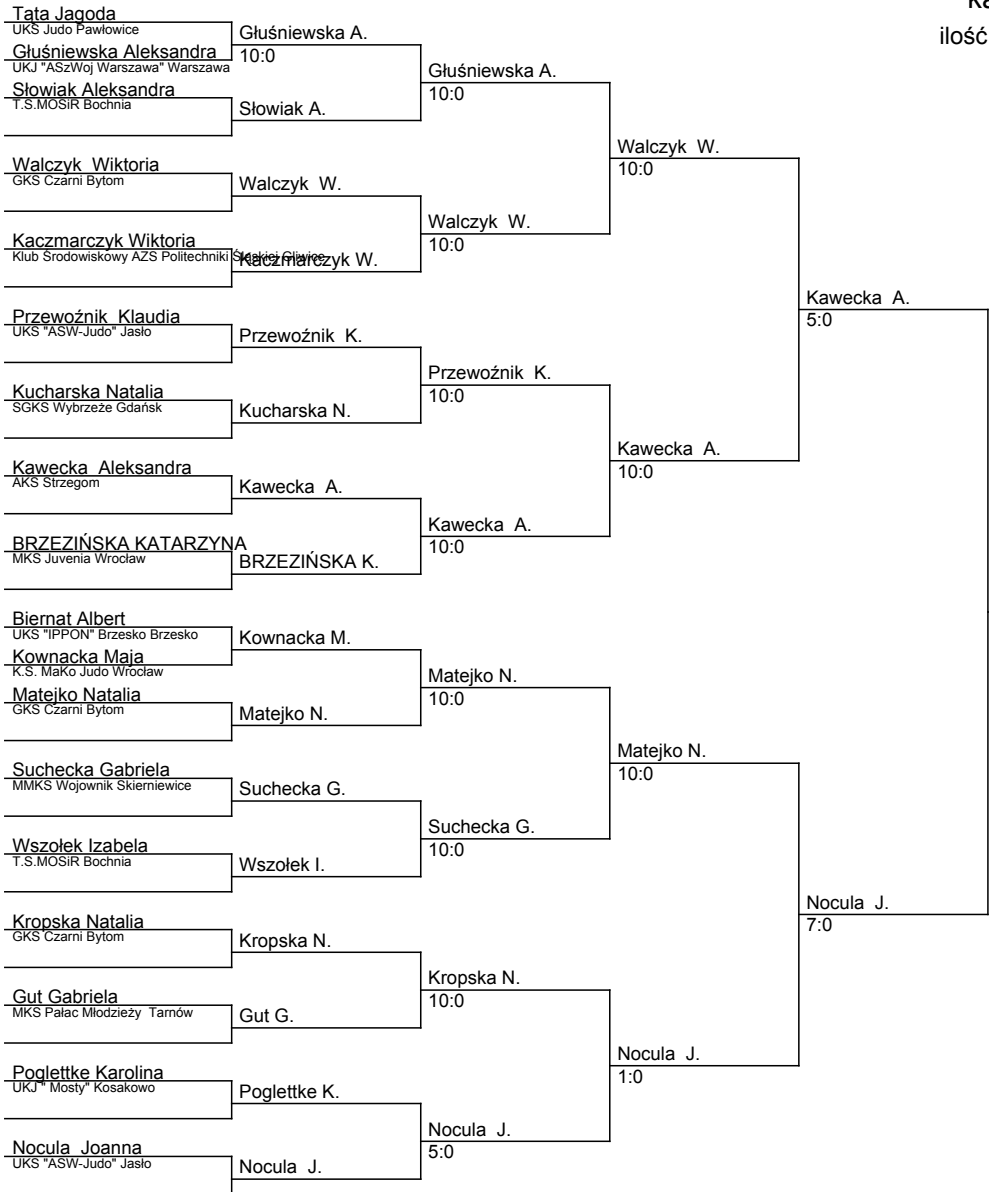 Tąta Jagoda
UKS Judo Pawłowice
Głuśniewska Aleksandra
UKJ "ASzWoj Warszawa" Warszawa
Słowiak Aleksandra
T.S.MOSiR Bochnia
Walczyk Wiktoria
GKS Czarni Bytom
Kaczmarczyk Wiktoria
Klub Środowiskowy AZS Politechniki Śląskiej Gliwice
Przewoźnik Klaudia
UKS "ASW-Judo" Jasło
Kucharska Natalia
SGKS Wybrzeże Gdańsk
Kawecka Aleksandra
AKS Strzegom
BRZEZIŃSKA KATARZYNA
MKS Juvenia Wrocław
Biernat Albert
UKS "IPPON" Brzesko Brzesko
Kownacka Maja
K.S. MaKo Judo Wrocław
Matejko Natalia
GKS Czarni Bytom
Suchecka Gabriela
MMKS Wojownik Skierniewice
Wszołek Izabela
T.S.MOSiR Bochnia
Kropska Natalia
GKS Czarni Bytom
Gut Gabriela
MKS Pałac Młodzieży Tarnów
Poglettke Karolina
UKJ " Mosty" Kosakowo
Nocula Joanna
UKS "ASW-Judo" Jasło
Głuśniewska A.
10:0
Słowiak A.
Walczyk W.
Kaczmarczyk W.
Przewoźnik K.
Kucharska N.
Kawecka A.
BRZEZIŃSKA K.
Kownacka M.
Matejko N.
Suchecka G.
Wszołek I.
Kropska N.
Gut G.
Poglettke K.
Nocula J.
Głuśniewska A.
10:0
Walczyk W.
10:0
Przewoźnik K.
10:0
Kawecka A.
10:0
Matejko N.
10:0
Suchecka G.
10:0
Kropska N.
10:0
Nocula J.
5:0
Walczyk W.
10:0
Kawecka A.
10:0
Matejko N.
10:0
Nocula J.
1:0
Kawecka A.
5:0
Nocula J.
7:0
ilość